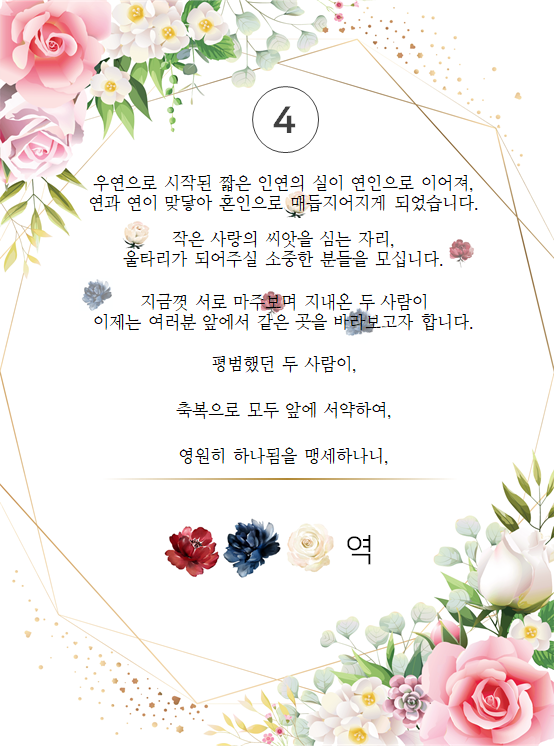 4
우연으로 시작된 짧은 인연의 실이 연인으로 이어져,
연과 연이 맞닿아 혼인으로 매듭지어지게 되었습니다.
작은 사랑의 씨앗을 심는 자리,
울타리가 되어주실 소중한 분들을 모십니다.
지금껏 서로 마주보며 지내온 두 사람이
이제는 여러분 앞에서 같은 곳을 바라보고자 합니다.
평범했던 두 사람이,
축복으로 모두 앞에 서약하여,
영원히 하나됨을 맹세하나니,
역